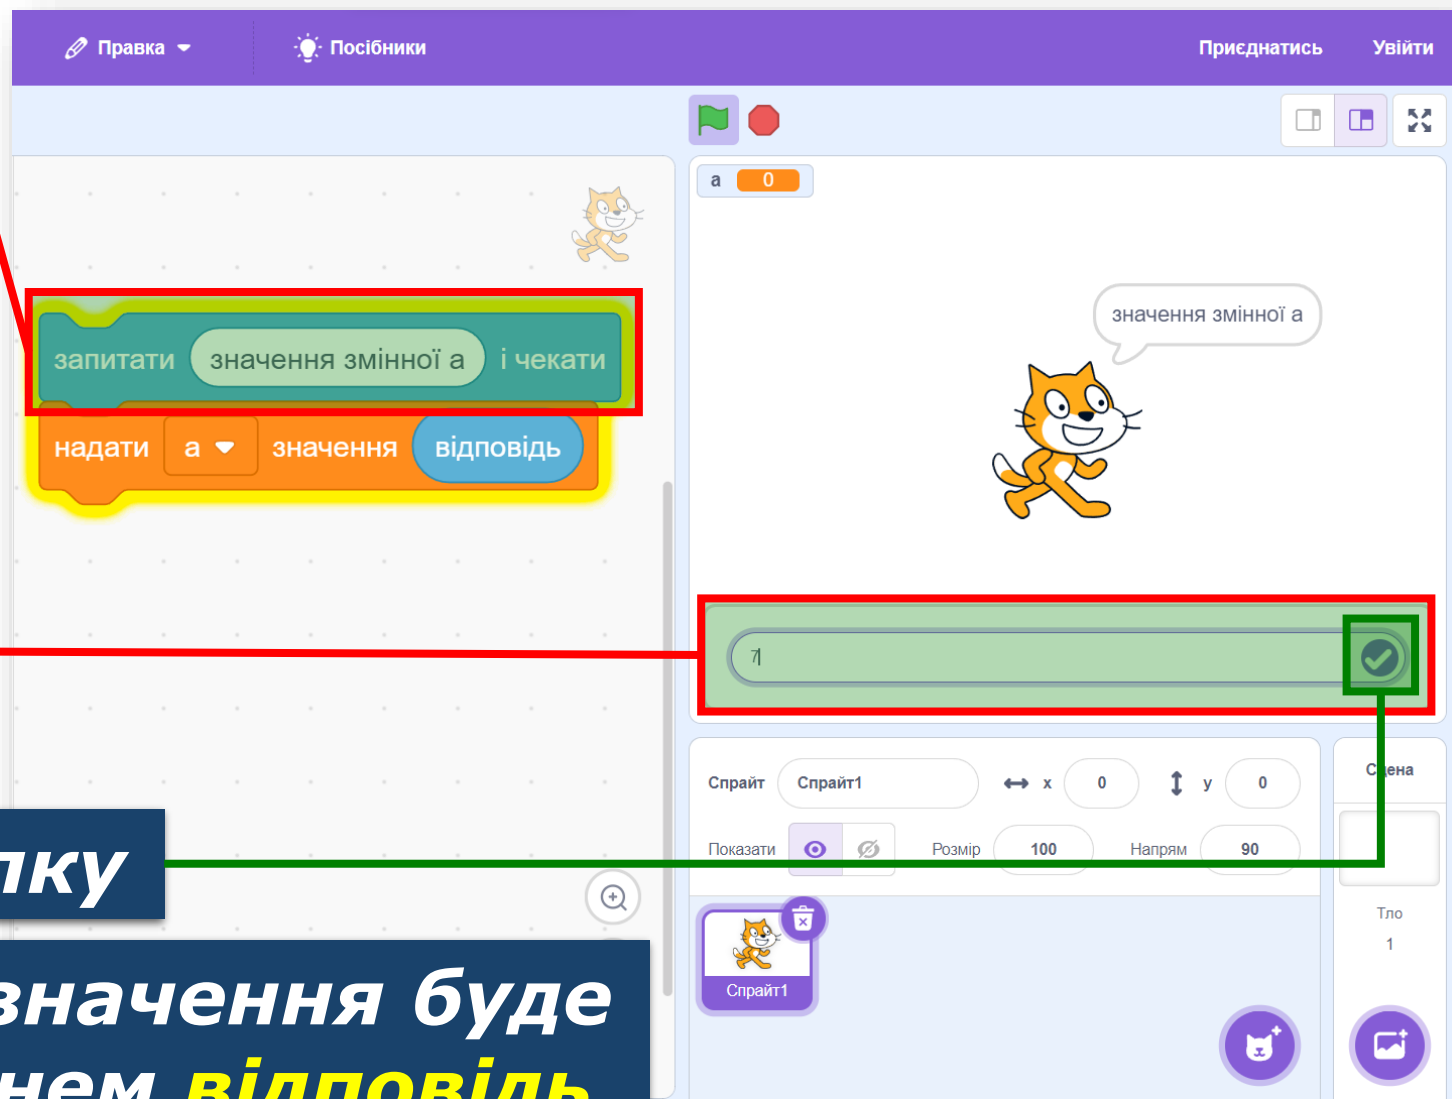 Правка
Посібники
Приєднатись
Увійти
a 0
значення змінної a
запитати значення змінної a і чекати
надати a значення відповідь
7
Спрайт Спрайт1 x 0 y 0
Сцена
Показати Розмір 100 Напрям 90
пку
Тло
1
Спрайт1
значення буде
нем відповідь